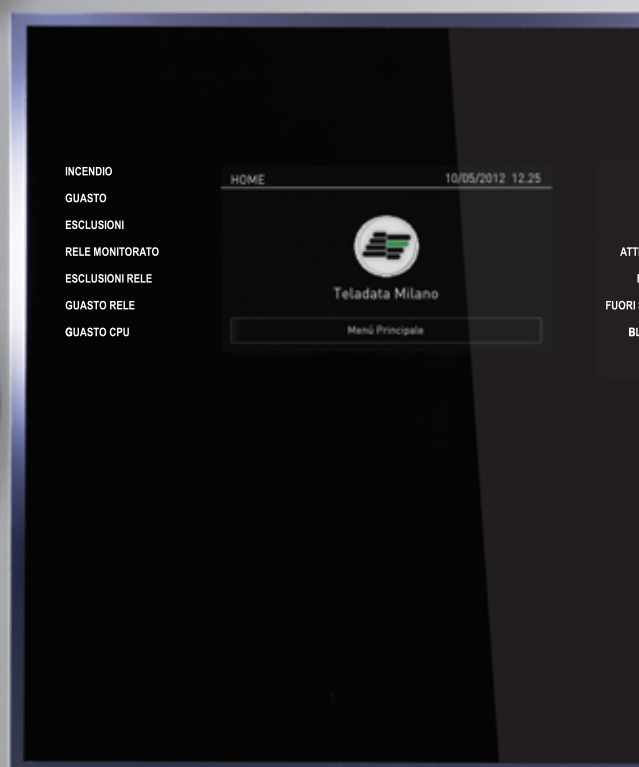 INCENDIO
GUASTO
ESCLUSIONI
RELE MONITORATO
ESCLUSIONI RELE
GUASTO RELE
GUASTO CPU
HOME 10/05/2012 12.25
Teladata Milano
Menù Principale
FUORI